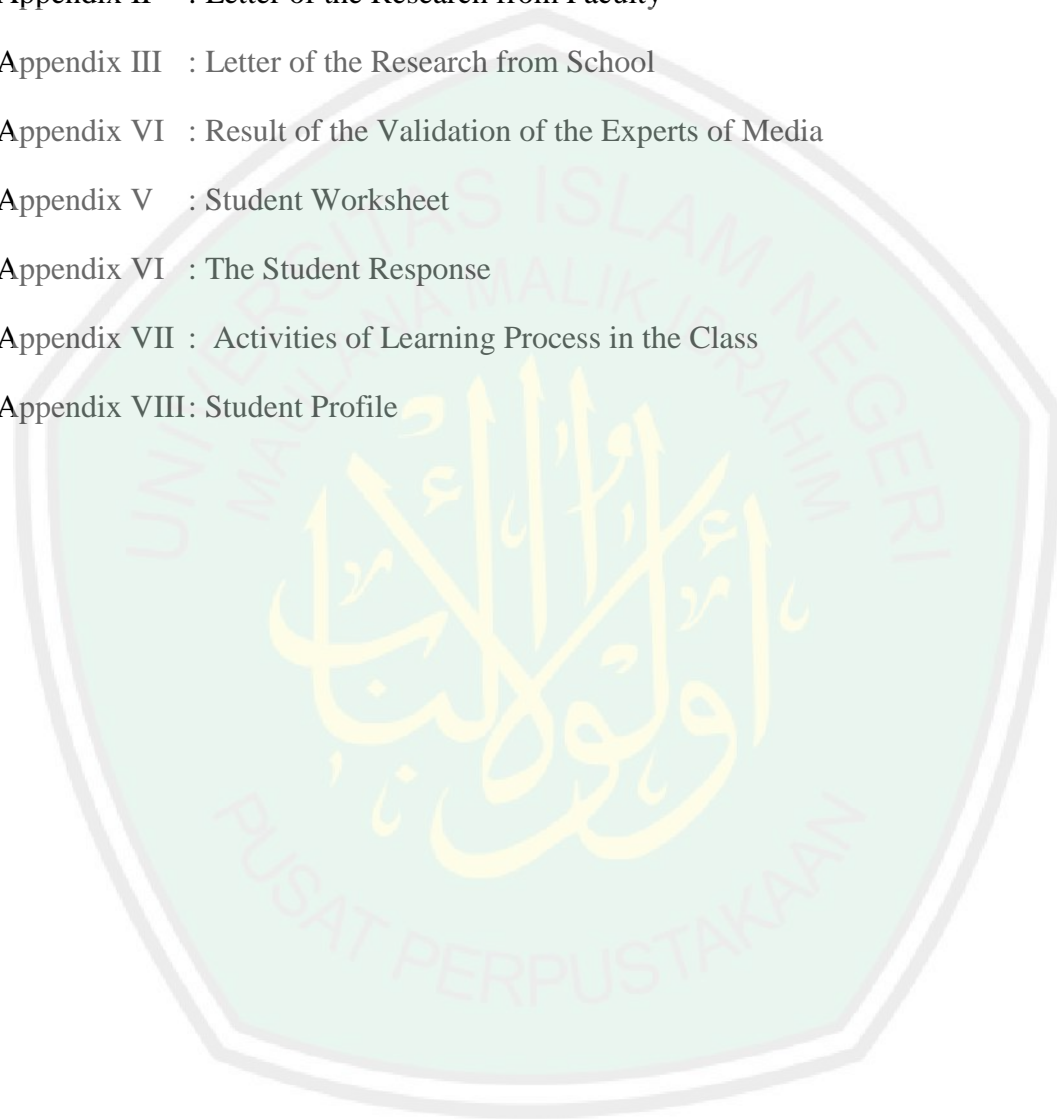 Appendix II : Letter of the Research from Faculty
Appendix III : Letter of the Research from School
Appendix VI : Result of the Validation of the Experts of Media
Appendix V : Student Worksheet
Appendix VI : The Student Response
Appendix VII : Activities of Learning Process in the Class
Appendix VIII: Student Profile
UNIVERSITAS ISLAM NEGERI
MAULANA MALIK IBRAHIM
أولوا الألباب
PUSAT PERPUSTAKAAN